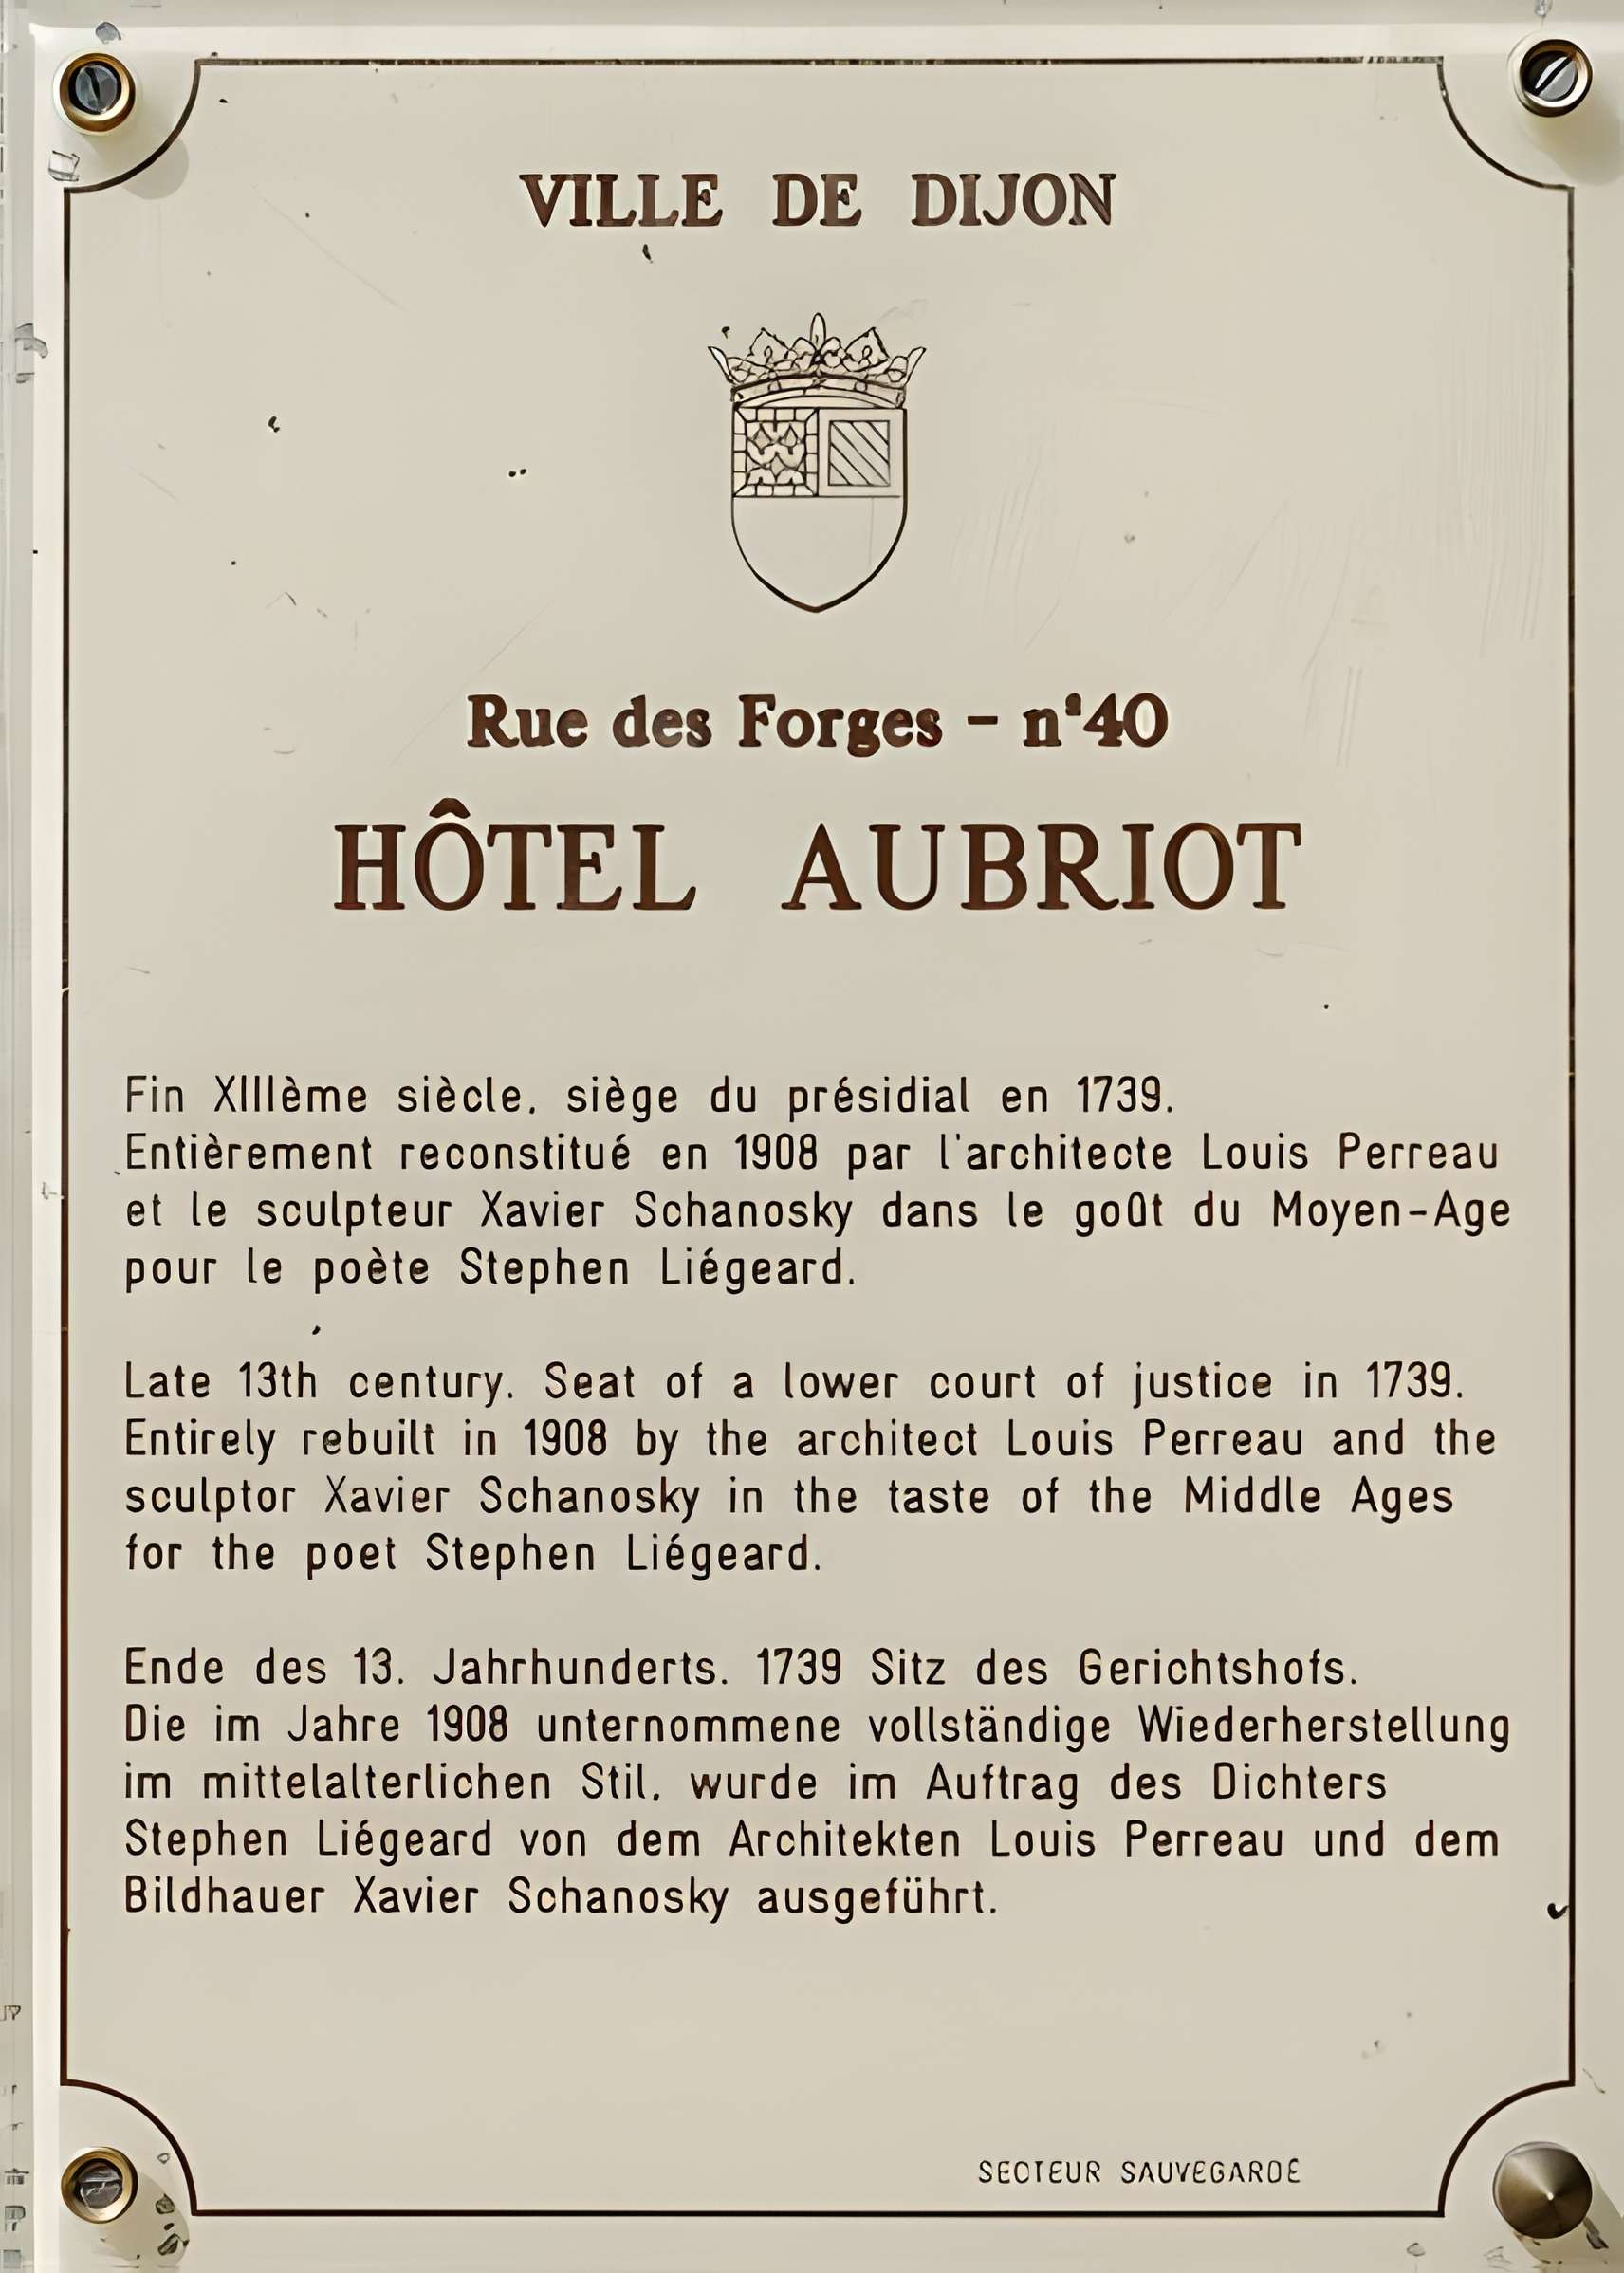 VILLE DE DIJON
Rue des Forges - n°40
HÔTEL AUBRIOT
Fin XIIIème siècle, siège du présidial en 1739.
Entièrement reconstitué en 1908 par l'architecte Louis Perreau
et le sculpteur Xavier Schanosky dans le goût du Moyen-Age
pour le poète Stephen Liégeard.
Late 13th century. Seat of a lower court of justice in 1739.
Entirely rebuilt in 1908 by the architect Louis Perreau and the
sculptor Xavier Schanosky in the taste of the Middle Ages
for the poet Stephen Liégeard.
Ende des 13. Jahrhunderts. 1739 Sitz des Gerichtshofs.
Die im Jahre 1908 unternommene vollständige Wiederherstellung
im mittelalterlichen Stil, wurde im Auftrag des Dichters
Stephen Liégeard von dem Architekten Louis Perreau und dem
Bildhauer Xavier Schanosky ausgeführt.
SECTEUR SAUVEGARDÉ